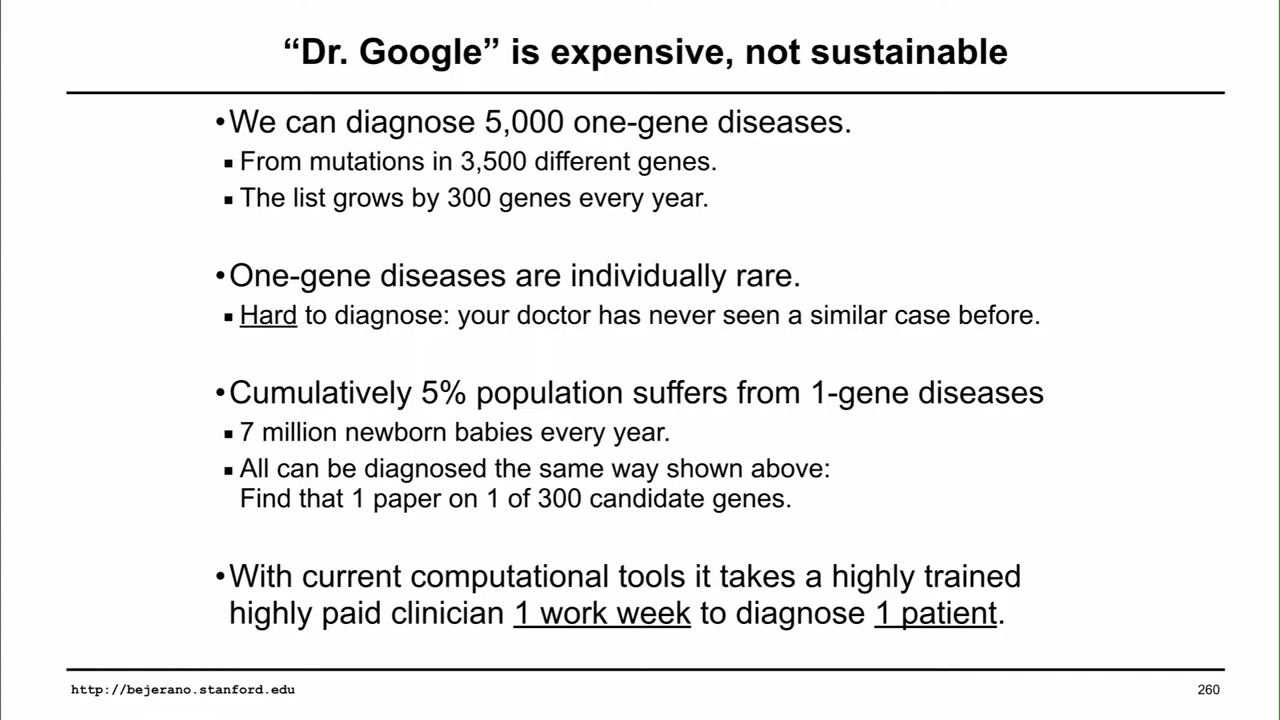 “Dr. Google” is expensive, not sustainable
•We can diagnose 5,000 one-gene diseases.
▪ From mutations in 3,500 different genes.
▪ The list grows by 300 genes every year.
•One-gene diseases are individually rare.
▪ Hard to diagnose: your doctor has never seen a similar case before.
•Cumulatively 5% population suffers from 1-gene diseases
▪ 7 million newborn babies every year.
▪ All can be diagnosed the same way shown above:
Find that 1 paper on 1 of 300 candidate genes.
•With current computational tools it takes a highly trained
highly paid clinician 1 work week to diagnose 1 patient.
http://bejerano.stanford.edu
260